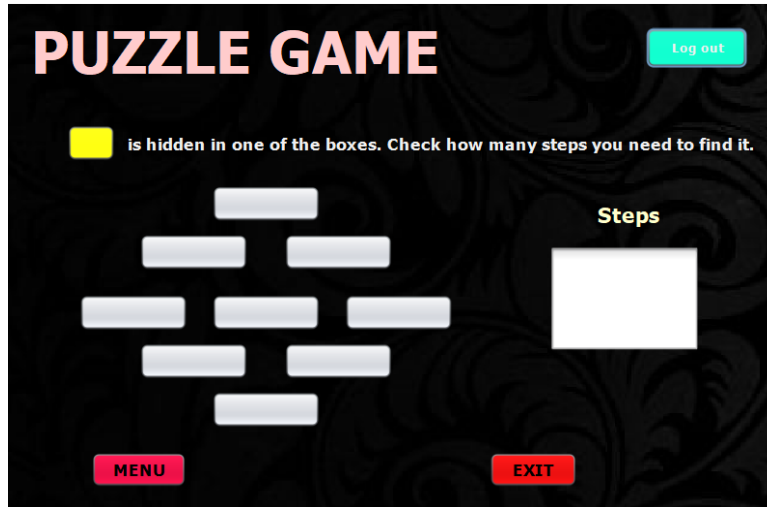 PUZZLE GAME
Log out
is hidden in one of the boxes. Check how many steps you need to find it.
Steps
MENU
EXIT